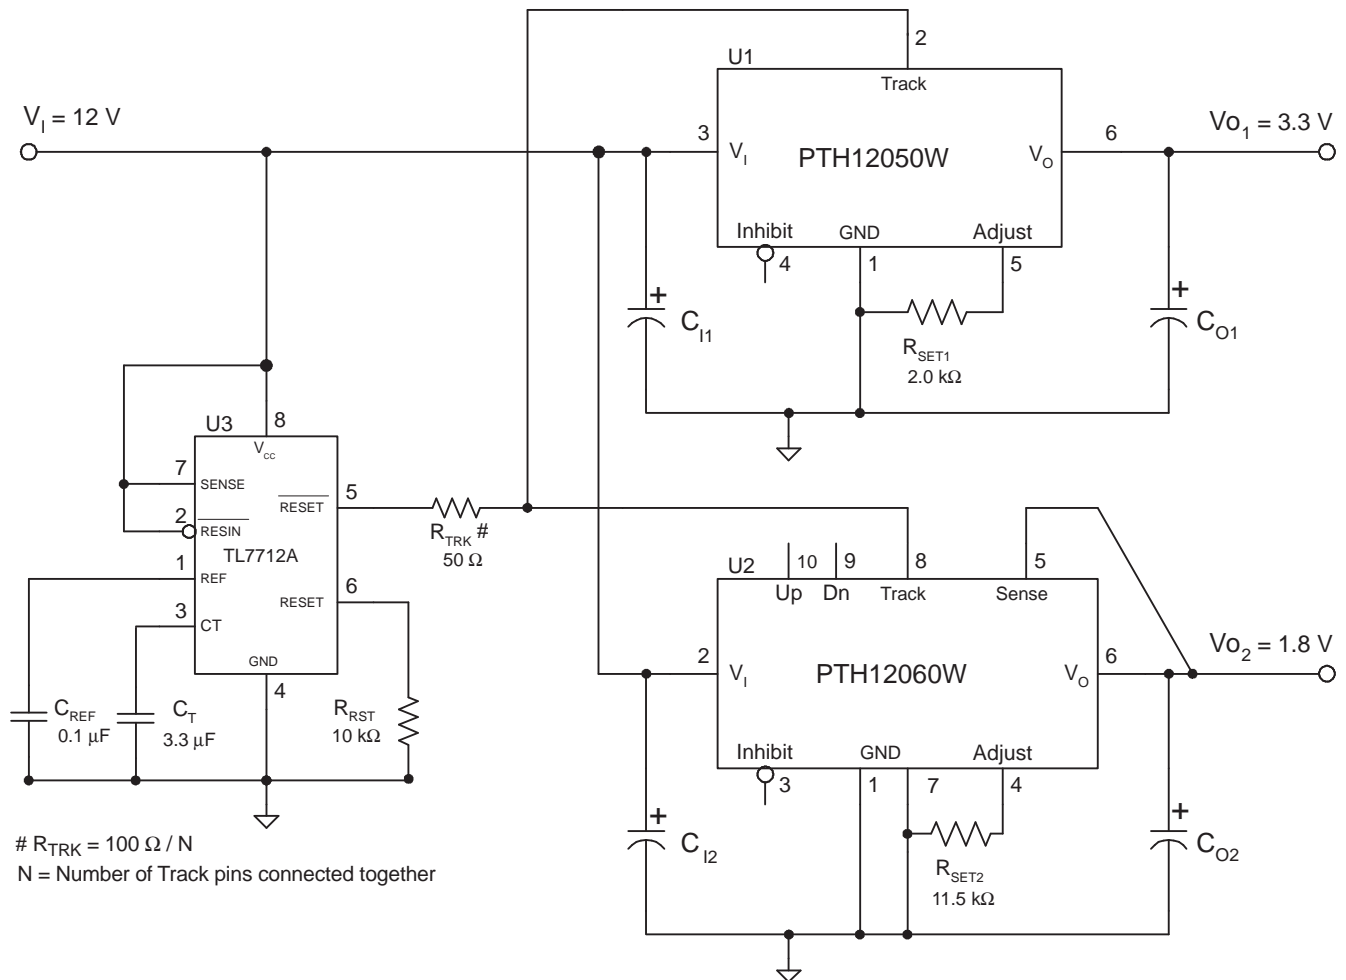 2
U1
Track
V_I = 12 V
3
6
Vo_1 = 3.3 V
V_I
PTH12050W
V_O
Inhibit
GND
Adjust
4
1
5
+
+
C_I1
C_O1
R_SET1
2.0 kΩ
U3
8
V_cc
7
SENSE
5
RESET
2
RESIN
R_TRK #
50 Ω
TL7712A
1
REF
U2
10
9
8
5
Up
Dn
Track
Sense
6
RESET
3
CT
Vo_2 = 1.8 V
2
6
GND
V_I
PTH12060W
V_O
4
C_REF
0.1 μF
C_T
3.3 μF
R_RST
10 kΩ
Inhibit
GND
Adjust
3
1
7
4
+
+
C_I2
C_O2
R_SET2
11.5 kΩ
# R_TRK = 100 Ω / N
N = Number of Track pins connected together